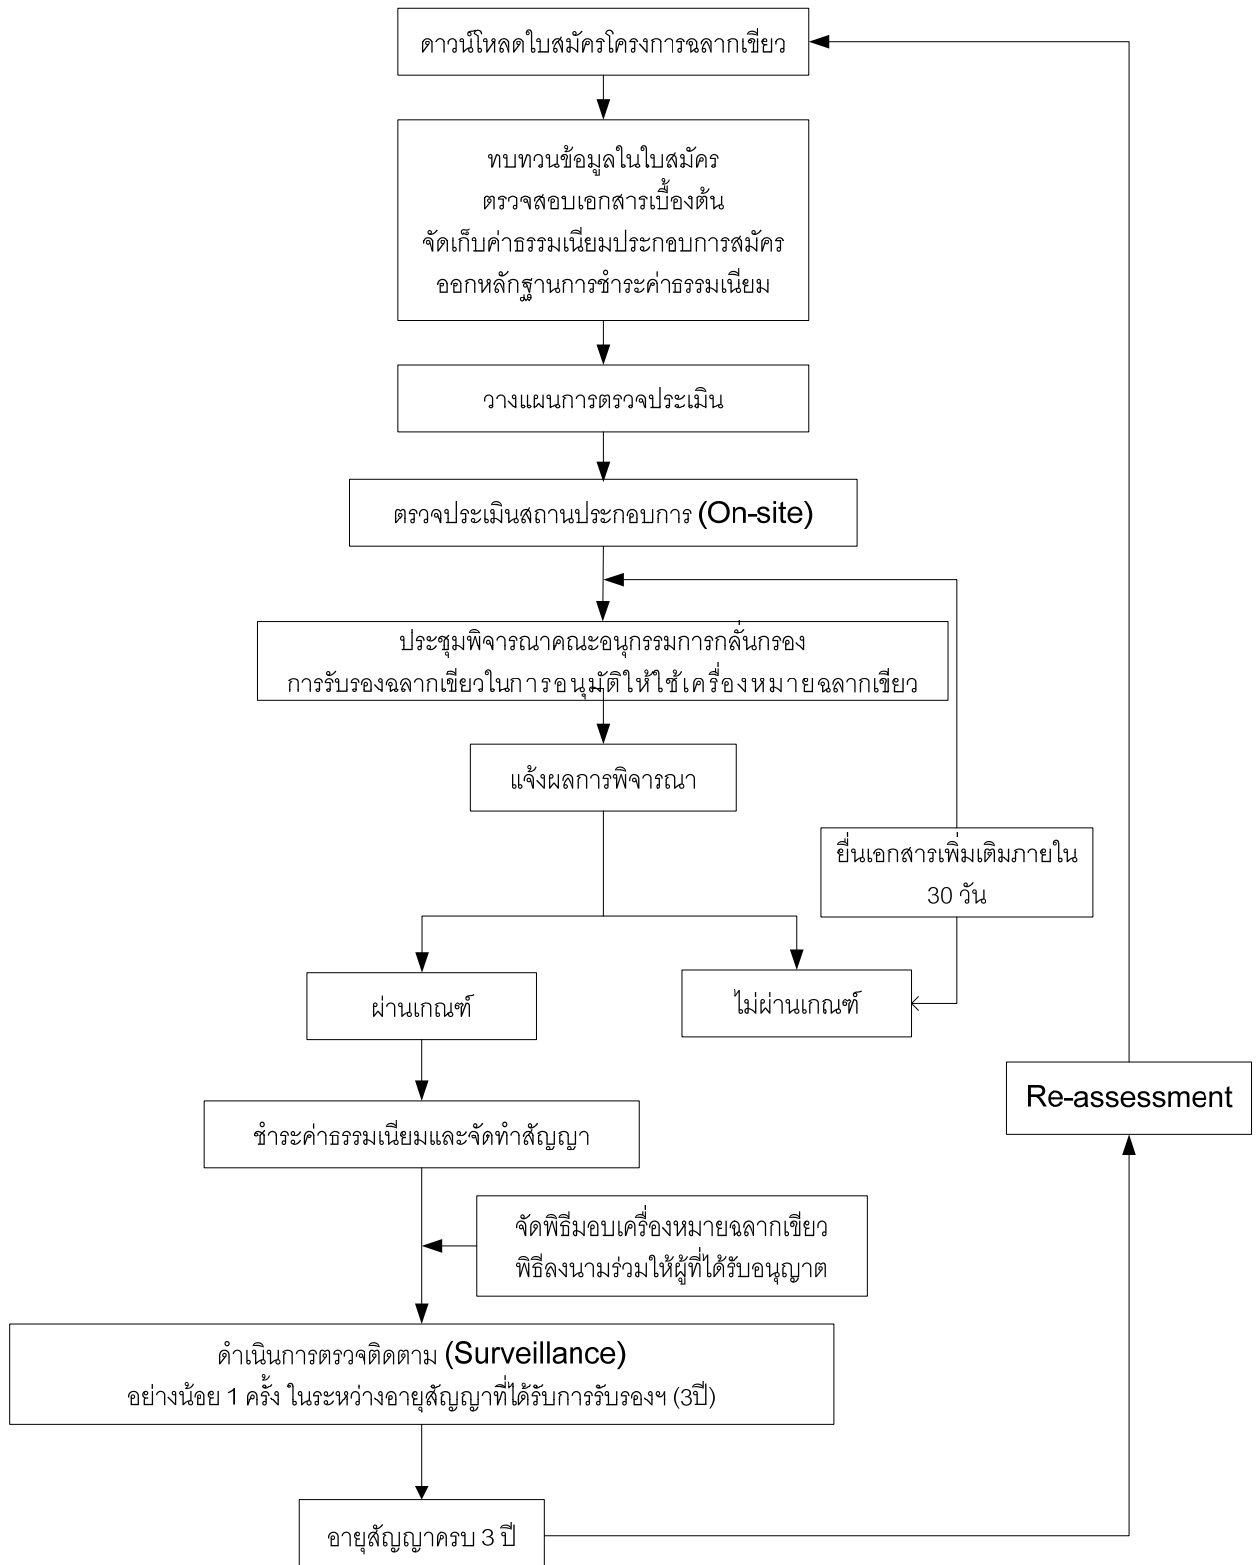 ดาวน์โหลดใบสมัครโครงการฉลากเขียว
ทบทวนข้อมูลในใบสมัคร
ตรวจสอบเอกสารเบื้องต้น
จัดเก็บค่าธรรมเนียมประกอบการสมัคร
ออกหลักฐานการชำระค่าธรรมเนียม
วางแผนการตรวจประเมิน
ตรวจประเมินสถานประกอบการ (On-site)
ประชุมพิจารณาคณะอนุกรรมการกลั่นกรอง
การรับรองฉลากเขียวในการอนุมัติให้ใช้เครื่องหมายฉลากเขียว
แจ้งผลการพิจารณา
ยื่นเอกสารเพิ่มเติมภายใน
30 วัน
ผ่านเกณฑ์
ไม่ผ่านเกณฑ์
Re-assessment
ชำระค่าธรรมเนียมและจัดทำสัญญา
จัดพิธีมอบเครื่องหมายฉลากเขียว
พิธีลงนามร่วมให้ผู้ที่ได้รับอนุญาต
ดำเนินการตรวจติดตาม (Surveillance)
อย่างน้อย 1 ครั้ง ในระหว่างอายุสัญญาที่ได้รับการรับรองฯ (3ปี)
อายุสัญญาครบ 3 ปี